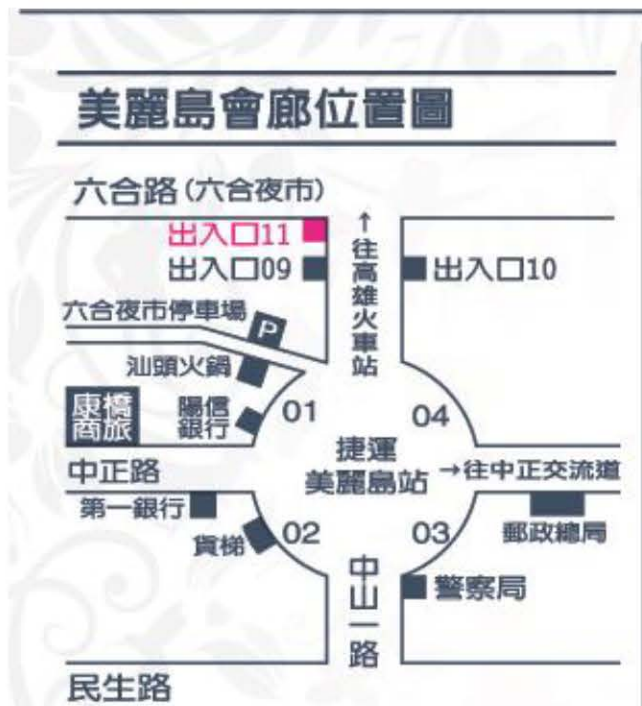 美麗島會廊位置圖
六合路(六合夜市)
出入口11
出入口09
↑往高雄火車站
出入口10
六合夜市停車場
P
汕頭火鍋
康橋
商旅
陽信
銀行
01
04
捷運
美麗島站
→往中正交流道
中正路
第一銀行
貨梯
02
03
郵政總局
中山一路
警察局
民生路